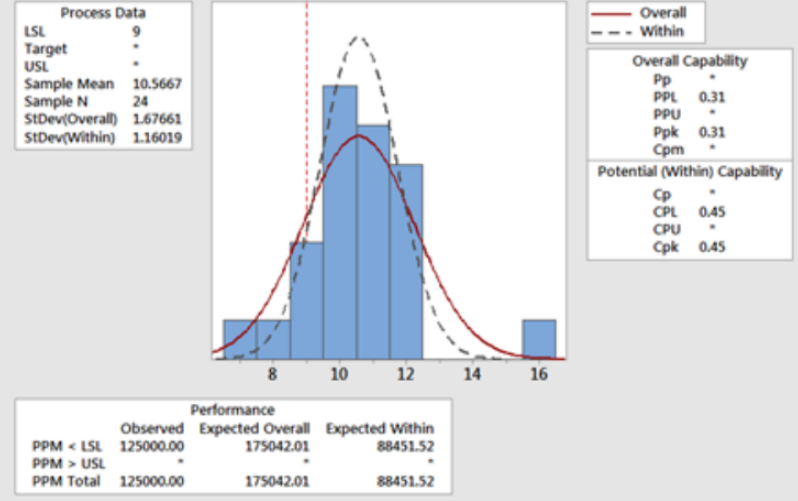 Process Data
LSL 9
Target *
USL *
Sample Mean 10.5667
Sample N 24
StDev(Overall) 1.67661
StDev(Within) 1.16019
Overall
Within
Overall Capability
Pp *
PPL 0.31
PPU *
Ppk 0.31
Cpm *
Potential (Within) Capability
Cp *
CPL 0.45
CPU *
Cpk 0.45
8 10 12 14 16
Performance
Observed Expected Overall Expected Within
PPM < LSL 125000.00 175042.01 88451.52
PPM > USL * * *
PPM Total 125000.00 175042.01 88451.52